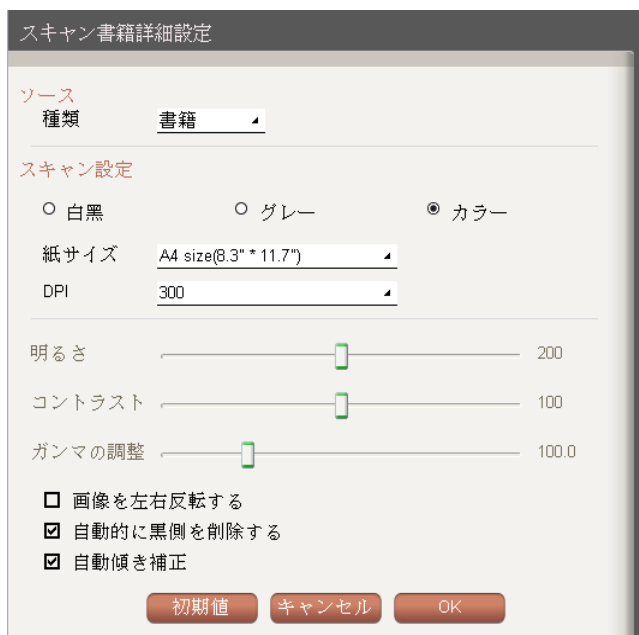 スキャン書籍詳細設定
ソース
種類 書籍
スキャン設定
白黒 グレー カラー
紙サイズ A4 size(8.3" * 11.7")
DPI 300
明るさ 200
コントラスト 100
ガンマの調整 100.0
画像を左右反転する
自動的に黒側を削除する
自動傾き補正
初期値 キャンセル OK